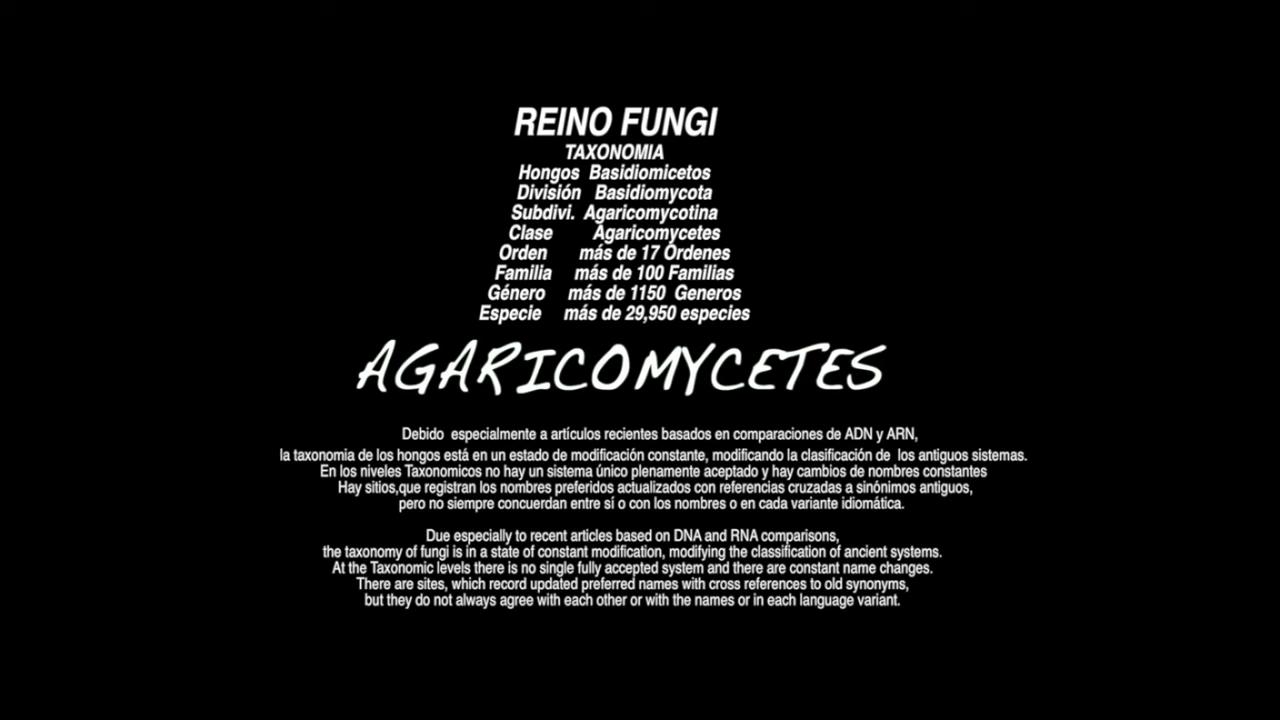 REINO FUNGI
TAXONOMIA
Hongos Basidiomicetos
División Basidiomycota
Subdivi. Agaricomycotina
Clase Agaricomycetes
Orden más de 17 Ordenes
Familia más de 100 Familias
Género más de 1150 Generos
Especie más de 29,950 especies
AGARICOMYCETES
Debido especialmente a artículos recientes basados en comparaciones de ADN y ARN,
la taxonomia de los hongos está en un estado de modificación constante, modificando la clasificación de los antiguos sistemas.
En los niveles Taxonomicos no hay un sistema único plenamente aceptado y hay cambios de nombres constantes
Hay sitios,que registran los nombres preferidos actualizados con referencias cruzadas a sinónimos antiguos,
pero no siempre concuerdan entre sí o con los nombres o en cada variante idiomática.
Due especially to recent articles based on DNA and RNA comparisons,
the taxonomy of fungi is in a state of constant modification, modifying the classification of ancient systems.
At the Taxonomic levels there is no single fully accepted system and there are constant name changes.
There are sites, which record updated preferred names with cross references to old synonyms,
but they do not always agree with each other or with the names or in each language variant.